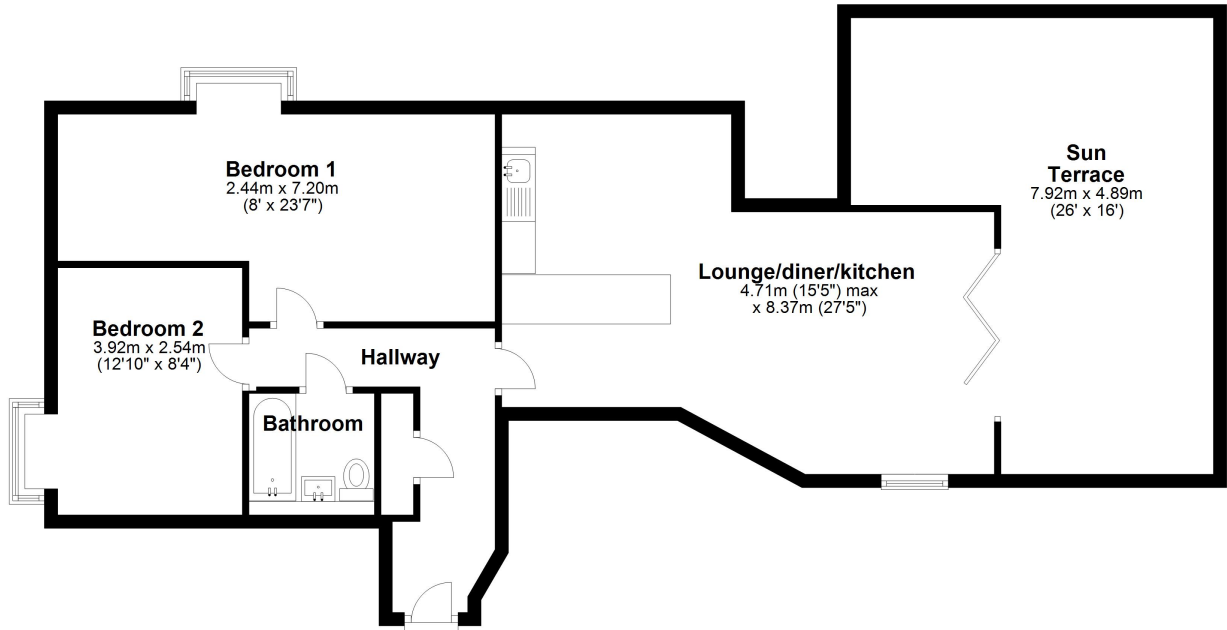 Bedroom 1
2.44m x 7.20m
(8' x 23'7")
Sun
Terrace
7.92m x 4.89m
(26' x 16')
Lounge/diner/kitchen
4.71m (15'5") max
x 8.37m (27'5")
Bedroom 2
3.92m x 2.54m
(12'10" x 8'4")
Hallway
Bathroom